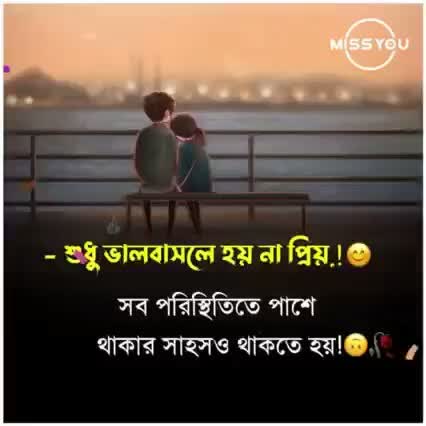 MISS YOU
- শুধু ভালবাসলে হয় না প্রিয়.!😊
সব পরিস্থিতিতে পাশে
থাকার সাহসও থাকতে হয়!🙃🥀